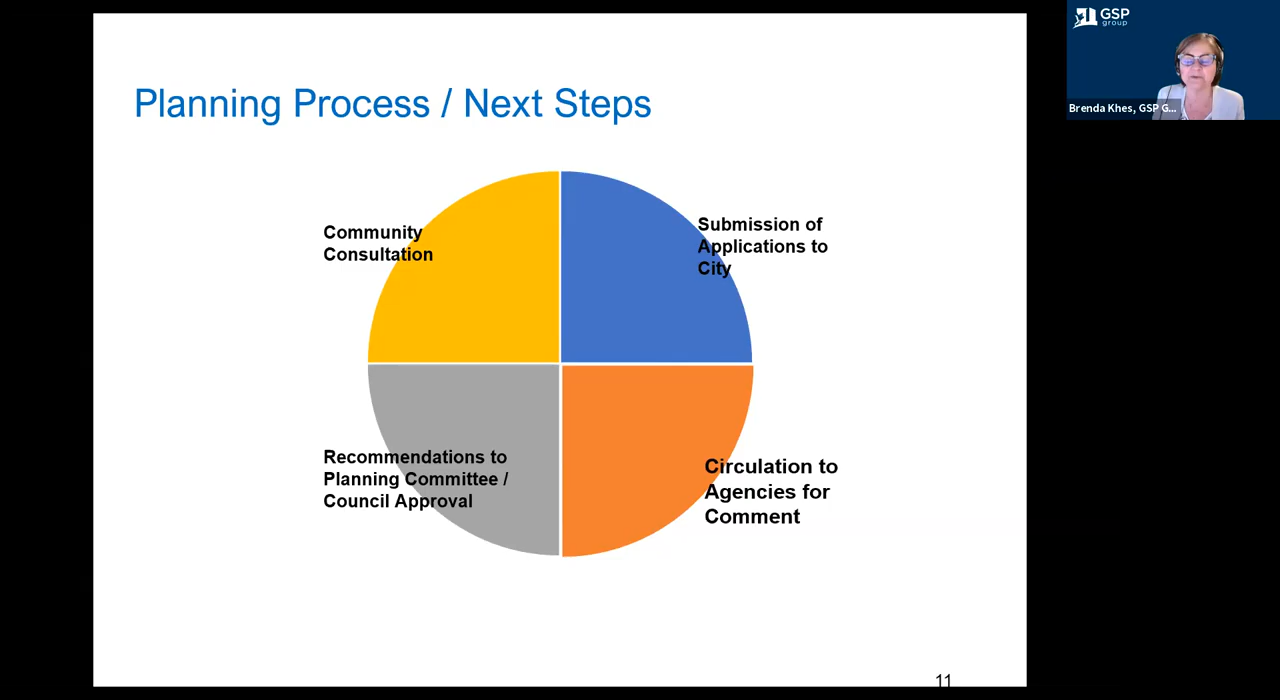 Planning Process / Next Steps
Community
Consultation
Submission of
Applications to
City
Recommendations to
Planning Committee /
Council Approval
Circulation to
Agencies for
Comment
11
GSP
group
Brenda Khes, GSP G...